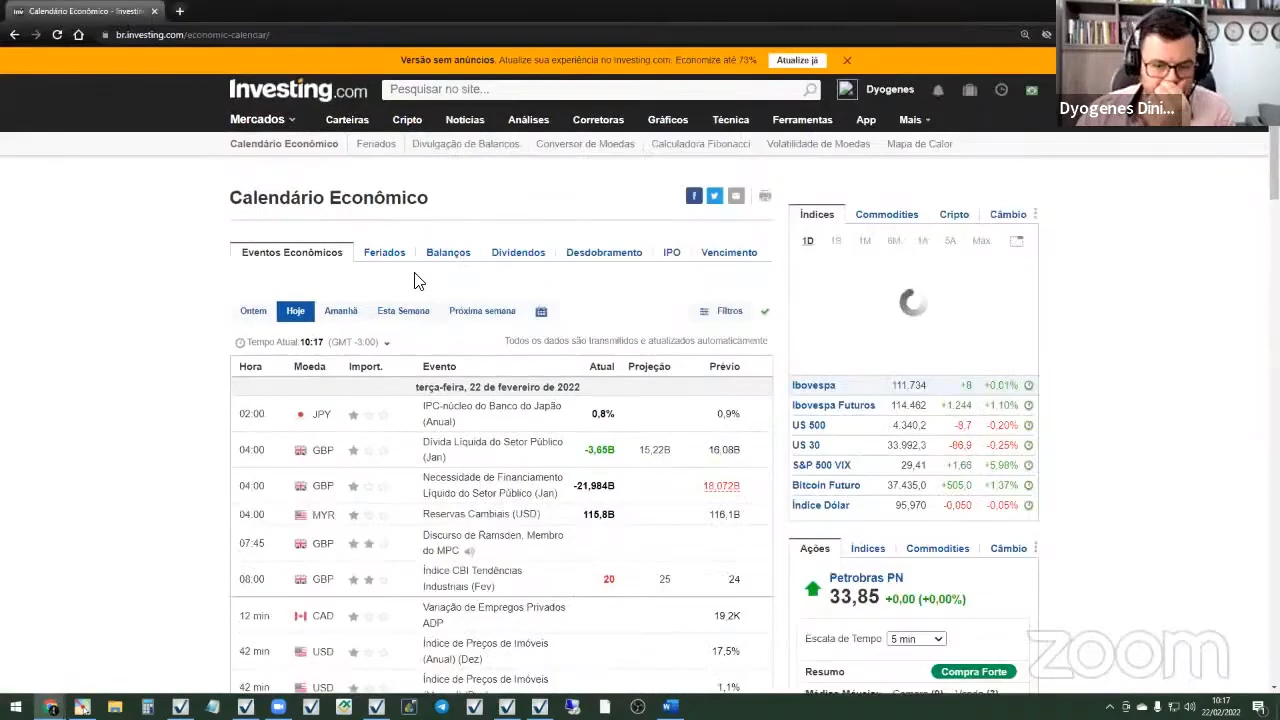 Calendário Econômico - Investin
br.investing.com/economic-calendar/
Versão sem anúncios. Atualize sua experiência no Investing.com. Economize até 73%
Atualize já
Dyogenes Dini...
Investing.com
Pesquisar no site...
Dyogenes
Mercados
Carteiras
Cripto
Notícias
Análises
Corretoras
Gráficos
Técnica
Ferramentas
App
Mais
Calendário Econômico
Feriados
Divulgação de Balanços
Conversor de Moedas
Calculadora Fibonacci
Volatilidade de Moedas
Mapa de Calor
Calendário Econômico
Eventos Econômicos
Feriados
Balanços
Dividendos
Desdobramento
IPO
Vencimento
Ontem
Hoje
Amanhã
Esta Semana
Próxima semana
Filtros
Tempo Atual: 10:17 (GMT -3:00)
Todos os dados são transmitidos e atualizados automaticamente
Hora Moeda Import. Evento Atual Projeção Prévio
terça-feira, 22 de fevereiro de 2022
02:00 JPY IPC-núcleo do Banco do Japão (Anual) 0,8% 0,9%
04:00 GBP Dívida Líquida do Setor Público (Jan) -3,65B 15,22B 16,08B
04:00 GBP Necessidade de Financiamento Líquido do Setor Público (Jan) -21,984B 18,072B
04:00 MYR Reservas Cambiais (USD) 115,8B 116,1B
07:45 GBP Discurso de Ramsden, Membro do MPC
08:00 GBP Índice CBI Tendências Industriais (Fev) 20 25 24
12 min CAD Variação de Empregos Privados ADP 19,2K
42 min USD Índice de Preços de Imóveis (Anual) (Dez) 17,5%
42 min USD Índice de Preços de Imóveis 1,1%
Índices
Commodities
Cripto
Câmbio
1D 1S 1M 6M 1A 5A Máx.
Ibovespa 111.734 +8 +0,01%
Ibovespa Futuros 114.462 +1.244 +1,10%
US 500 4.340,2 -8,7 -0,20%
US 30 33.992,3 -86,9 -0,25%
S&P 500 VIX 29,41 +1,66 +5,98%
Bitcoin Futuro 37.435,0 +505,0 +1,37%
Índice Dólar 95,970 -0,050 -0,05%
Ações
Índices
Commodities
Câmbio
Petrobras PN
33,85 +0,00 (+0,00%)
Escala de Tempo 5 min
Resumo Compra Forte
zoom
10:17
22/02/2022